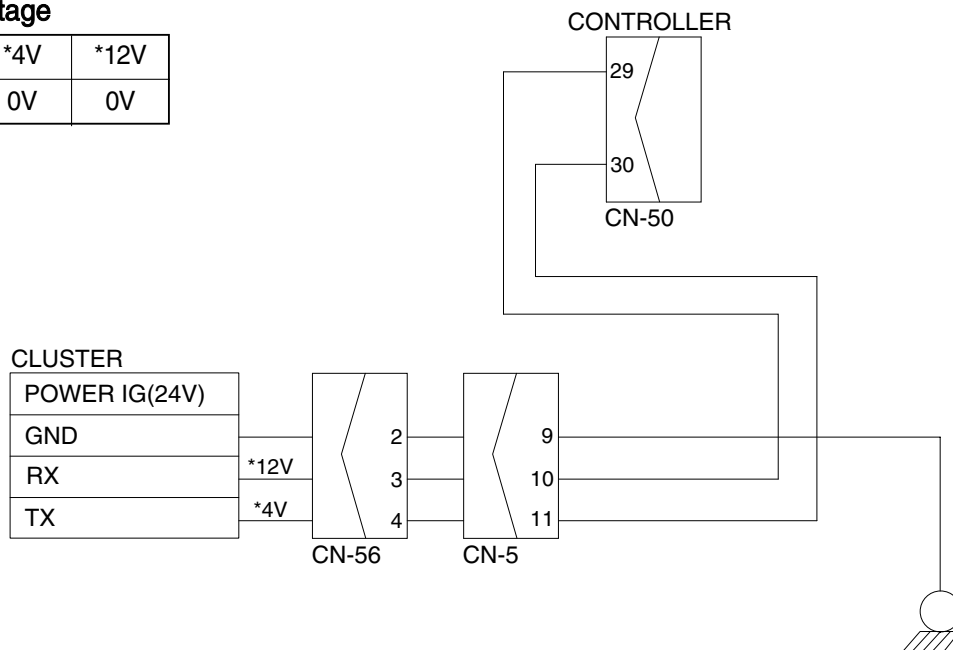 *4V *12V
0V 0V
CONTROLLER
29
30
CN-50
CLUSTER
POWER IG(24V)
GND
RX
TX
*12V
*4V
2
3
4
CN-56
9
10
11
CN-5